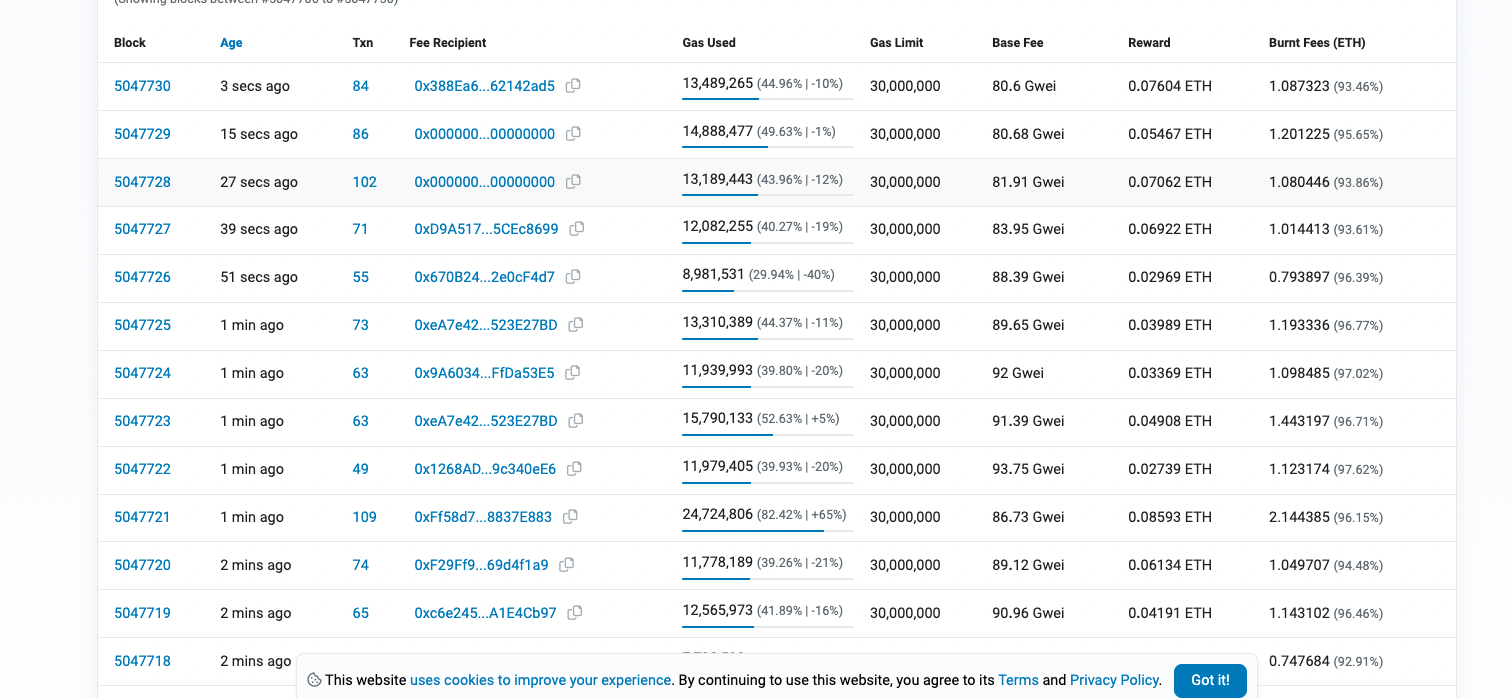 (Showing blocks between #5047706 to #5047730)
Block Age Txn Fee Recipient Gas Used Gas Limit Base Fee Reward Burnt Fees (ETH)
5047730 3 secs ago 84 0x388Ea6...62142ad5 13,489,265 (44.96% | -10%) 30,000,000 80.6 Gwei 0.07604 ETH 1.087323 (93.46%)
5047729 15 secs ago 86 0x000000...00000000 14,888,477 (49.63% | -1%) 30,000,000 80.68 Gwei 0.05467 ETH 1.201225 (95.65%)
5047728 27 secs ago 102 0x000000...00000000 13,189,443 (43.96% | -12%) 30,000,000 81.91 Gwei 0.07062 ETH 1.080446 (93.86%)
5047727 39 secs ago 71 0xD9A517...5CEc8699 12,082,255 (40.27% | -19%) 30,000,000 83.95 Gwei 0.06922 ETH 1.014413 (93.61%)
5047726 51 secs ago 55 0x670B24...2e0cF4d7 8,981,531 (29.94% | -40%) 30,000,000 88.39 Gwei 0.02969 ETH 0.793897 (96.39%)
5047725 1 min ago 73 0xeA7e42...523E27BD 13,310,389 (44.37% | -11%) 30,000,000 89.65 Gwei 0.03989 ETH 1.193336 (96.77%)
5047724 1 min ago 63 0x9A6034...FfDa53E5 11,939,993 (39.80% | -20%) 30,000,000 92 Gwei 0.03369 ETH 1.098485 (97.02%)
5047723 1 min ago 63 0xeA7e42...523E27BD 15,790,133 (52.63% | +5%) 30,000,000 91.39 Gwei 0.04908 ETH 1.443197 (96.71%)
5047722 1 min ago 49 0x1268AD...9c340eE6 11,979,405 (39.93% | -20%) 30,000,000 93.75 Gwei 0.02739 ETH 1.123174 (97.62%)
5047721 1 min ago 109 0xFf58d7...8837E883 24,724,806 (82.42% | +65%) 30,000,000 86.73 Gwei 0.08593 ETH 2.144385 (96.15%)
5047720 2 mins ago 74 0xF29Ff9...69d4f1a9 11,778,189 (39.26% | -21%) 30,000,000 89.12 Gwei 0.06134 ETH 1.049707 (94.48%)
5047719 2 mins ago 65 0xc6e245...A1E4Cb97 12,565,973 (41.89% | -16%) 30,000,000 90.96 Gwei 0.04191 ETH 1.143102 (96.46%)
5047718 2 mins ago 0.747684 (92.91%)
This website uses cookies to improve your experience. By continuing to use this website, you agree to its Terms and Privacy Policy. Got it!